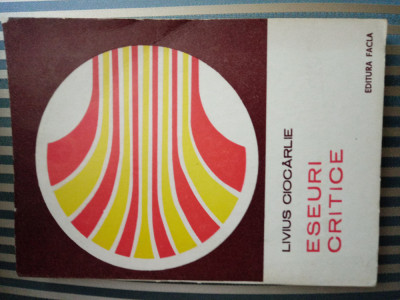 LIVIUS CIOCÂRLIE
ESEURI
CRITICE
EDITURA FACLA